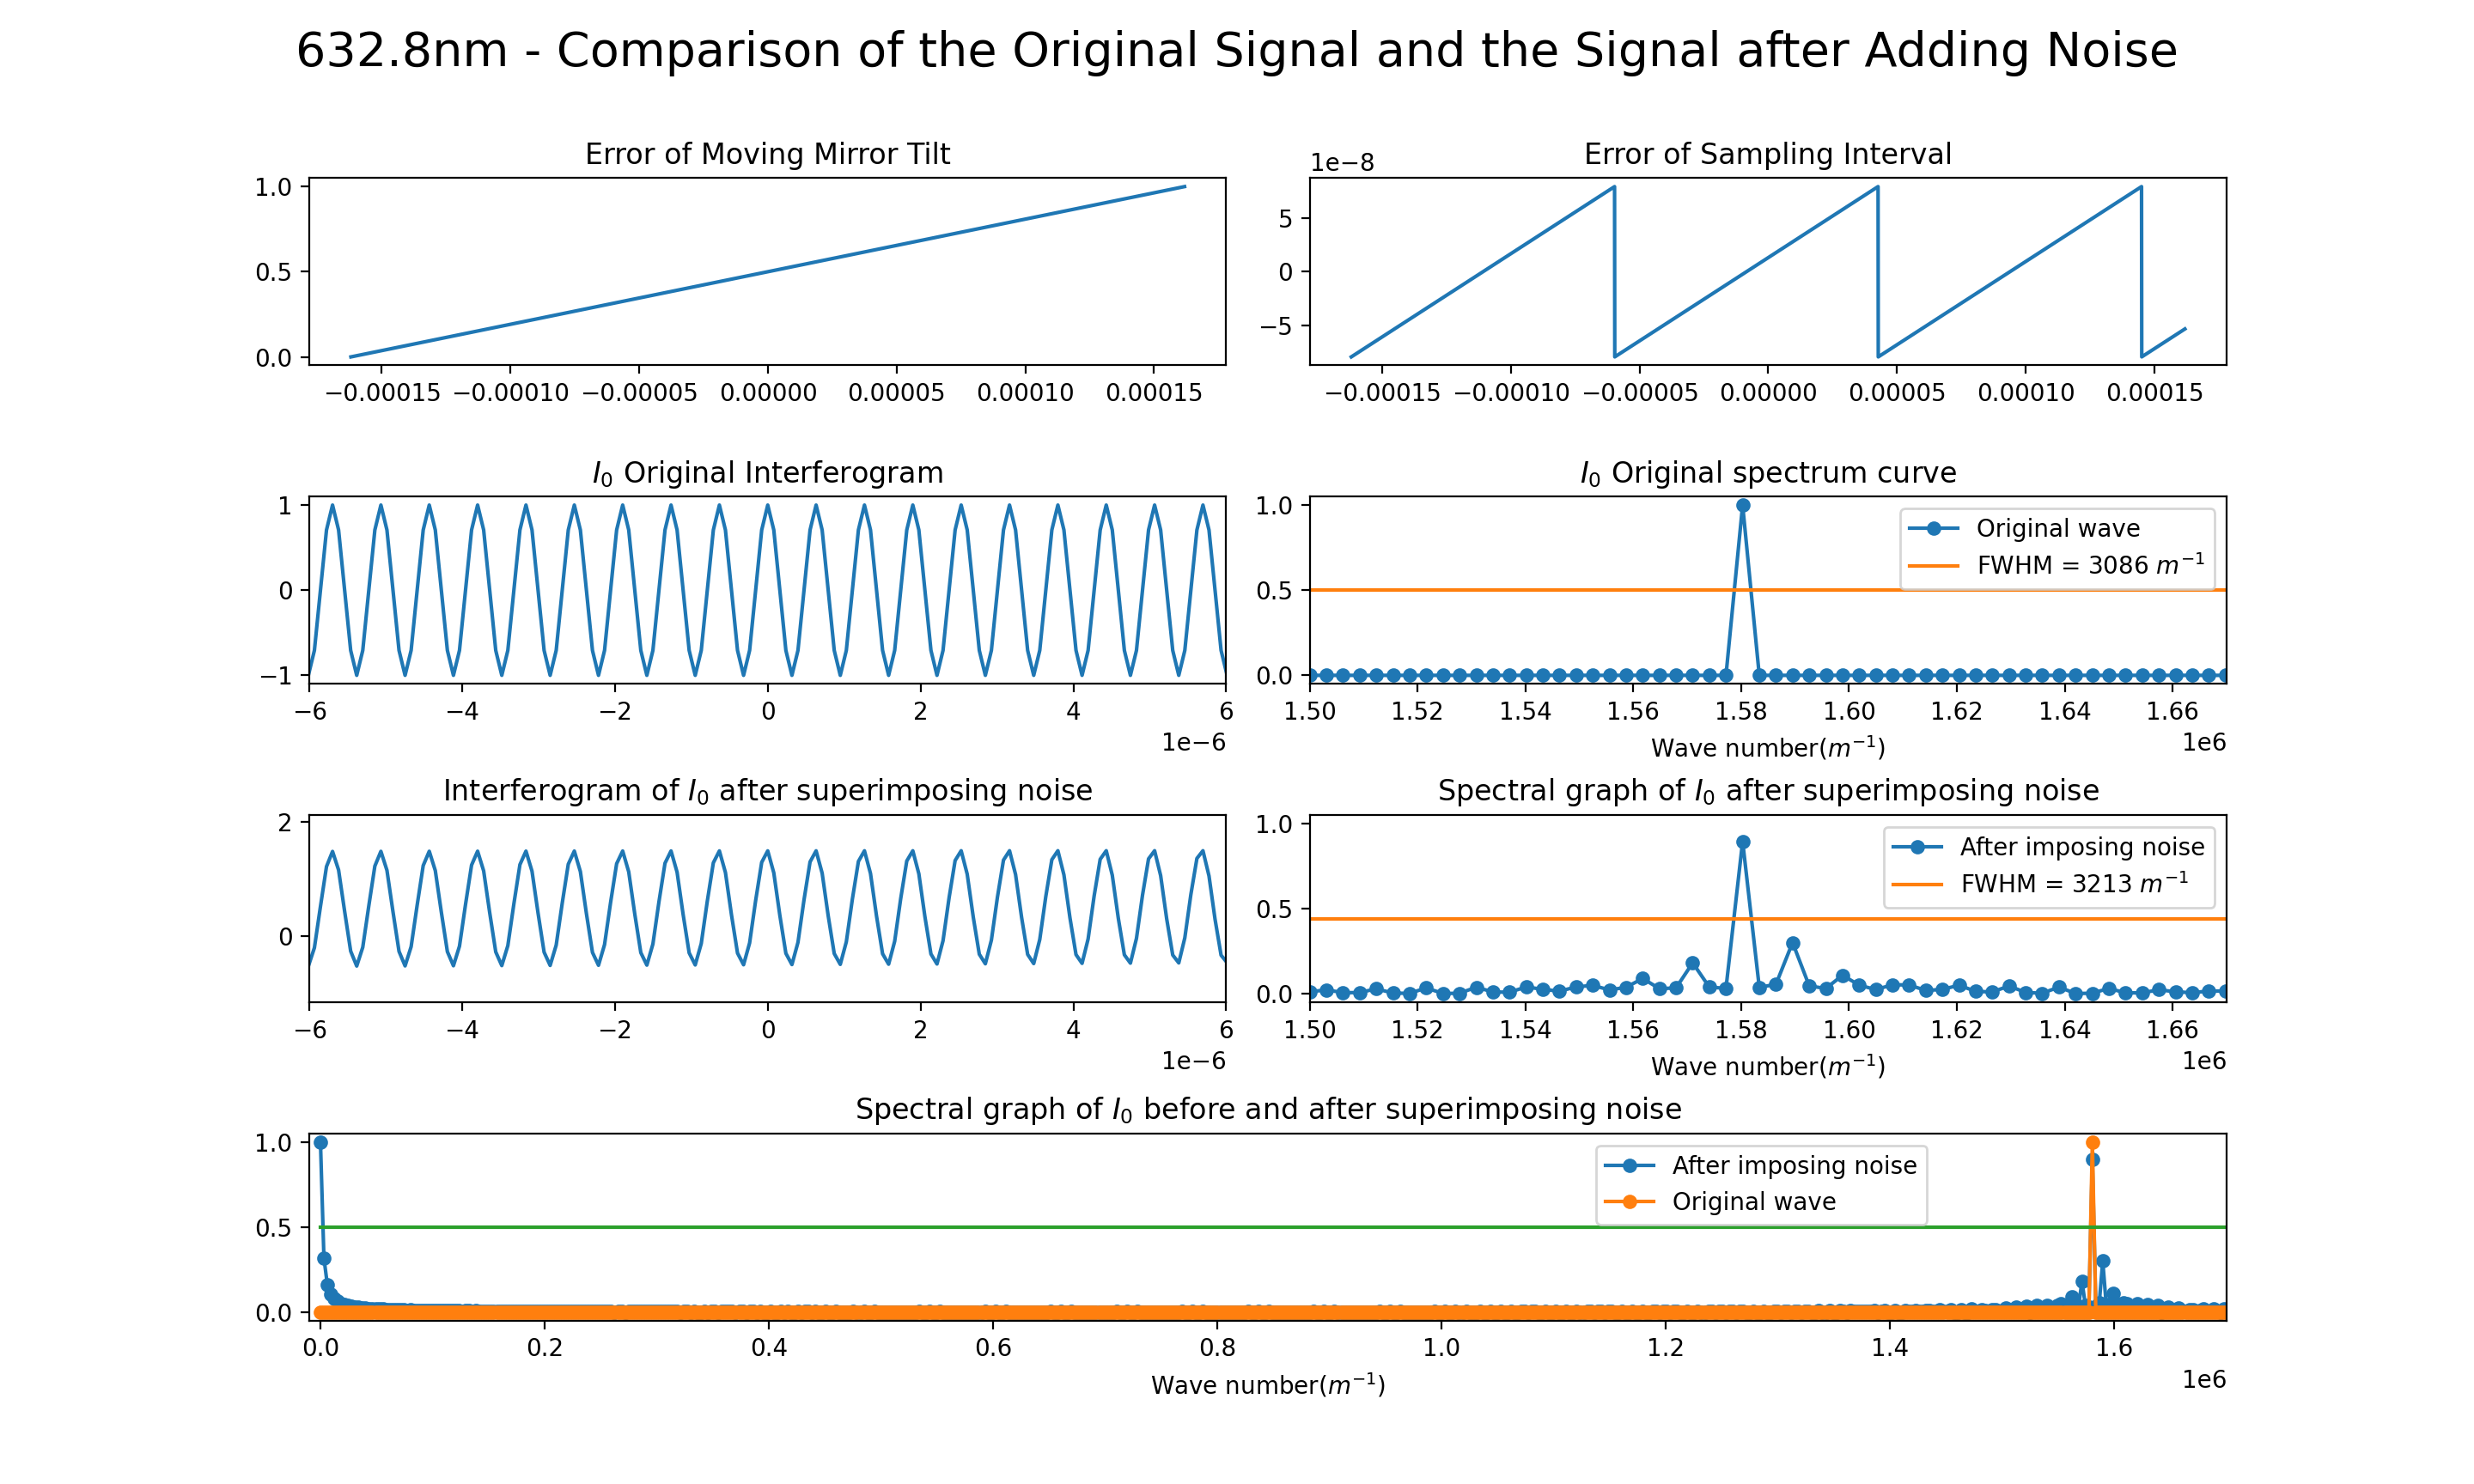 632.8nm - Comparison of the Original Signal and the Signal after Adding Noise
Error of Moving Mirror Tilt
1.0
0.5
0.0
−0.00015 −0.00010 −0.00005 0.00000 0.00005 0.00010 0.00015
Error of Sampling Interval
1e−8
5
0
−5
−0.00015 −0.00010 −0.00005 0.00000 0.00005 0.00010 0.00015
I₀ Original Interferogram
1
0
−1
−6 −4 −2 0 2 4 6
1e−6
I₀ Original spectrum curve
1.0
0.5
0.0
Original wave
FWHM = 3086 m⁻¹
1.50 1.52 1.54 1.56 1.58 1.60 1.62 1.64 1.66
1e6
Wave number(m⁻¹)
Interferogram of I₀ after superimposing noise
2
0
−6 −4 −2 0 2 4 6
1e−6
Spectral graph of I₀ after superimposing noise
1.0
0.5
0.0
After imposing noise
FWHM = 3213 m⁻¹
1.50 1.52 1.54 1.56 1.58 1.60 1.62 1.64 1.66
1e6
Wave number(m⁻¹)
Spectral graph of I₀ before and after superimposing noise
1.0
0.5
0.0
After imposing noise
Original wave
0.0 0.2 0.4 0.6 0.8 1.0 1.2 1.4 1.6
1e6
Wave number(m⁻¹)